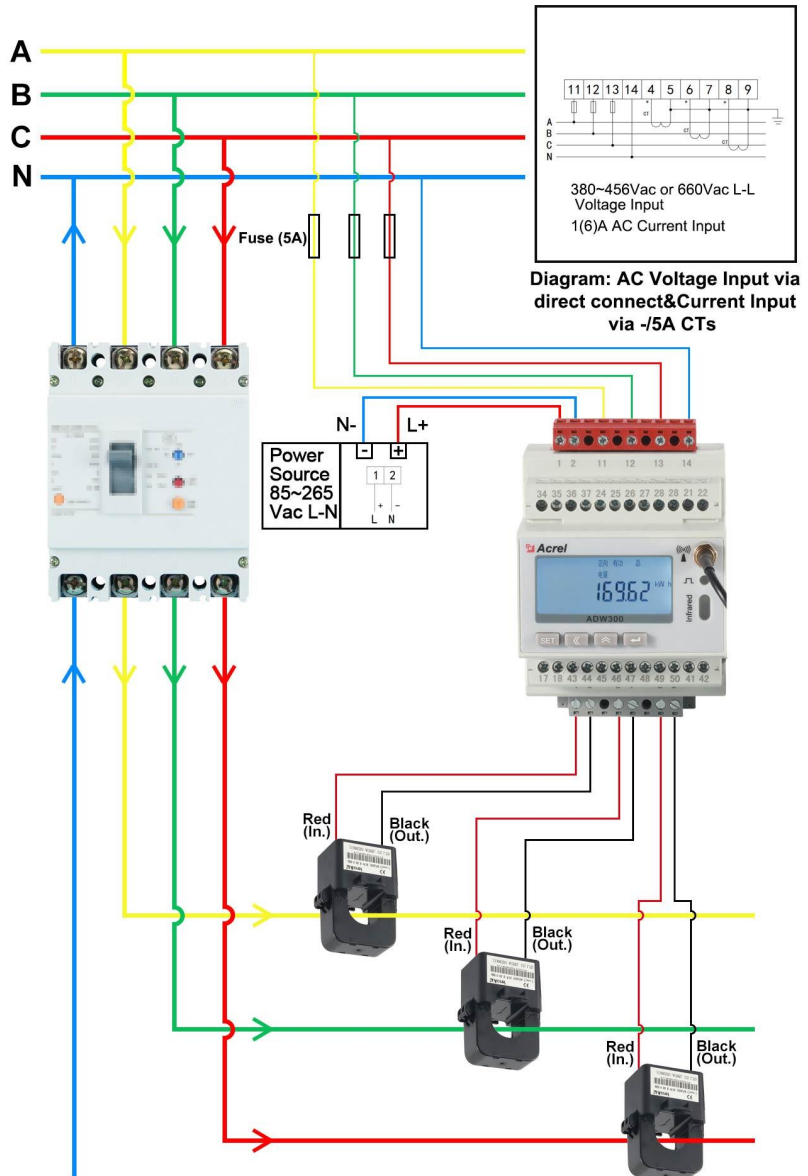 A
B
C
N
Fuse (5A)
11 12 13 14 4 5 6 7 8 9
* * *
CT
CT
CT
A
B
C
N
380~456Vac or 660Vac L-L
Voltage Input
1(6)A AC Current Input
Diagram: AC Voltage Input via
direct connect&Current Input
via -/5A CTs
N-
L+
Power
Source
85~265
Vac L-N
- +
1 2
+ -
L N
1 2 11 12 13 14
34 35 36 37 24 25 26 27 28 28 21 22
Acrel
169.62 kWh
Infrared
ADW300
SET
17 18 43 44 45 46 47 48 49 50 41 42
Red
(In.)
Black
(Out.)
Red
(In.)
Black
(Out.)
Red
(In.)
Black
(Out.)